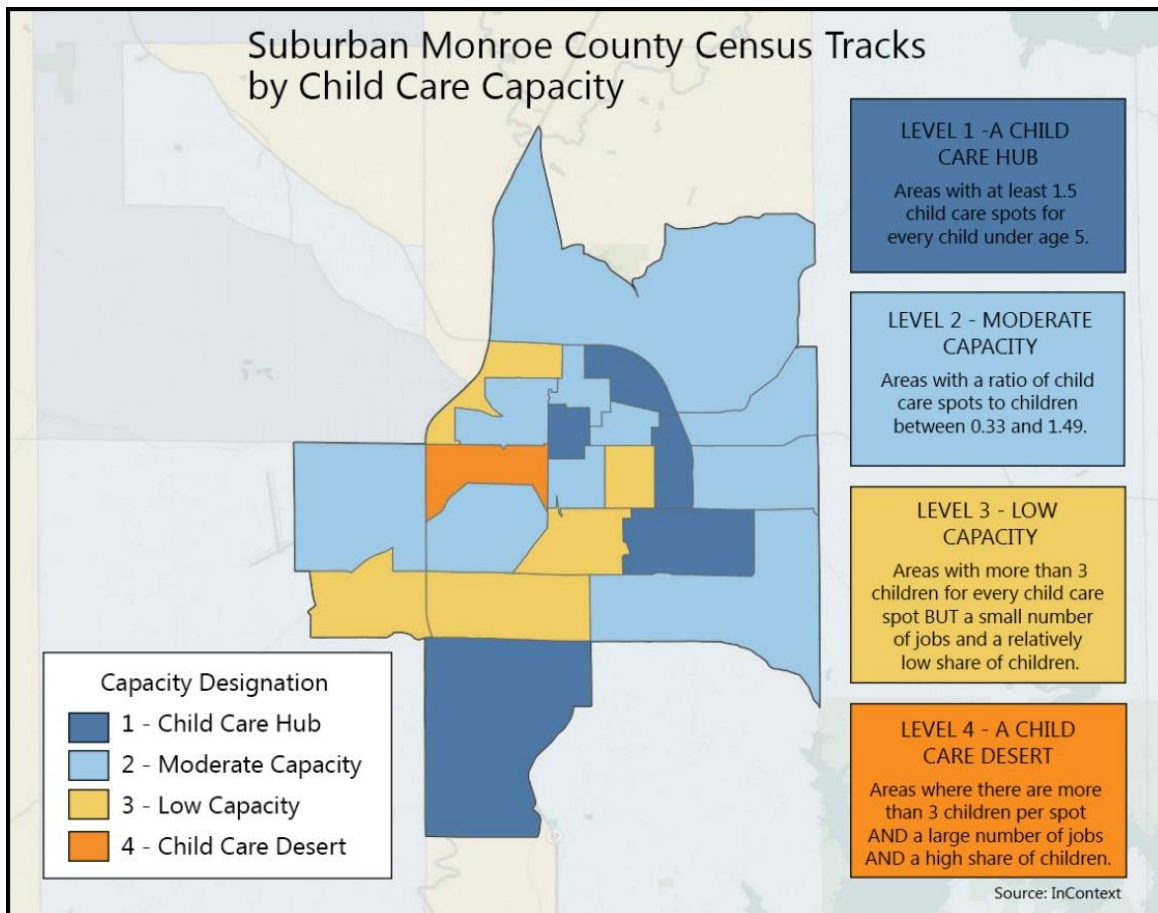 Suburban Monroe County Census Tracks
by Child Care Capacity
LEVEL 1 -A CHILD
CARE HUB
Areas with at least 1.5
child care spots for
every child under age 5.
LEVEL 2 - MODERATE
CAPACITY
Areas with a ratio of child
care spots to children
between 0.33 and 1.49.
LEVEL 3 - LOW
CAPACITY
Areas with more than 3
children for every child care
spot BUT a small number
of jobs and a relatively
low share of children.
LEVEL 4 - A CHILD
CARE DESERT
Areas where there are more
than 3 children per spot
AND a large number of jobs
AND a high share of children.
Capacity Designation
1 - Child Care Hub
2 - Moderate Capacity
3 - Low Capacity
4 - Child Care Desert
Source: InContext